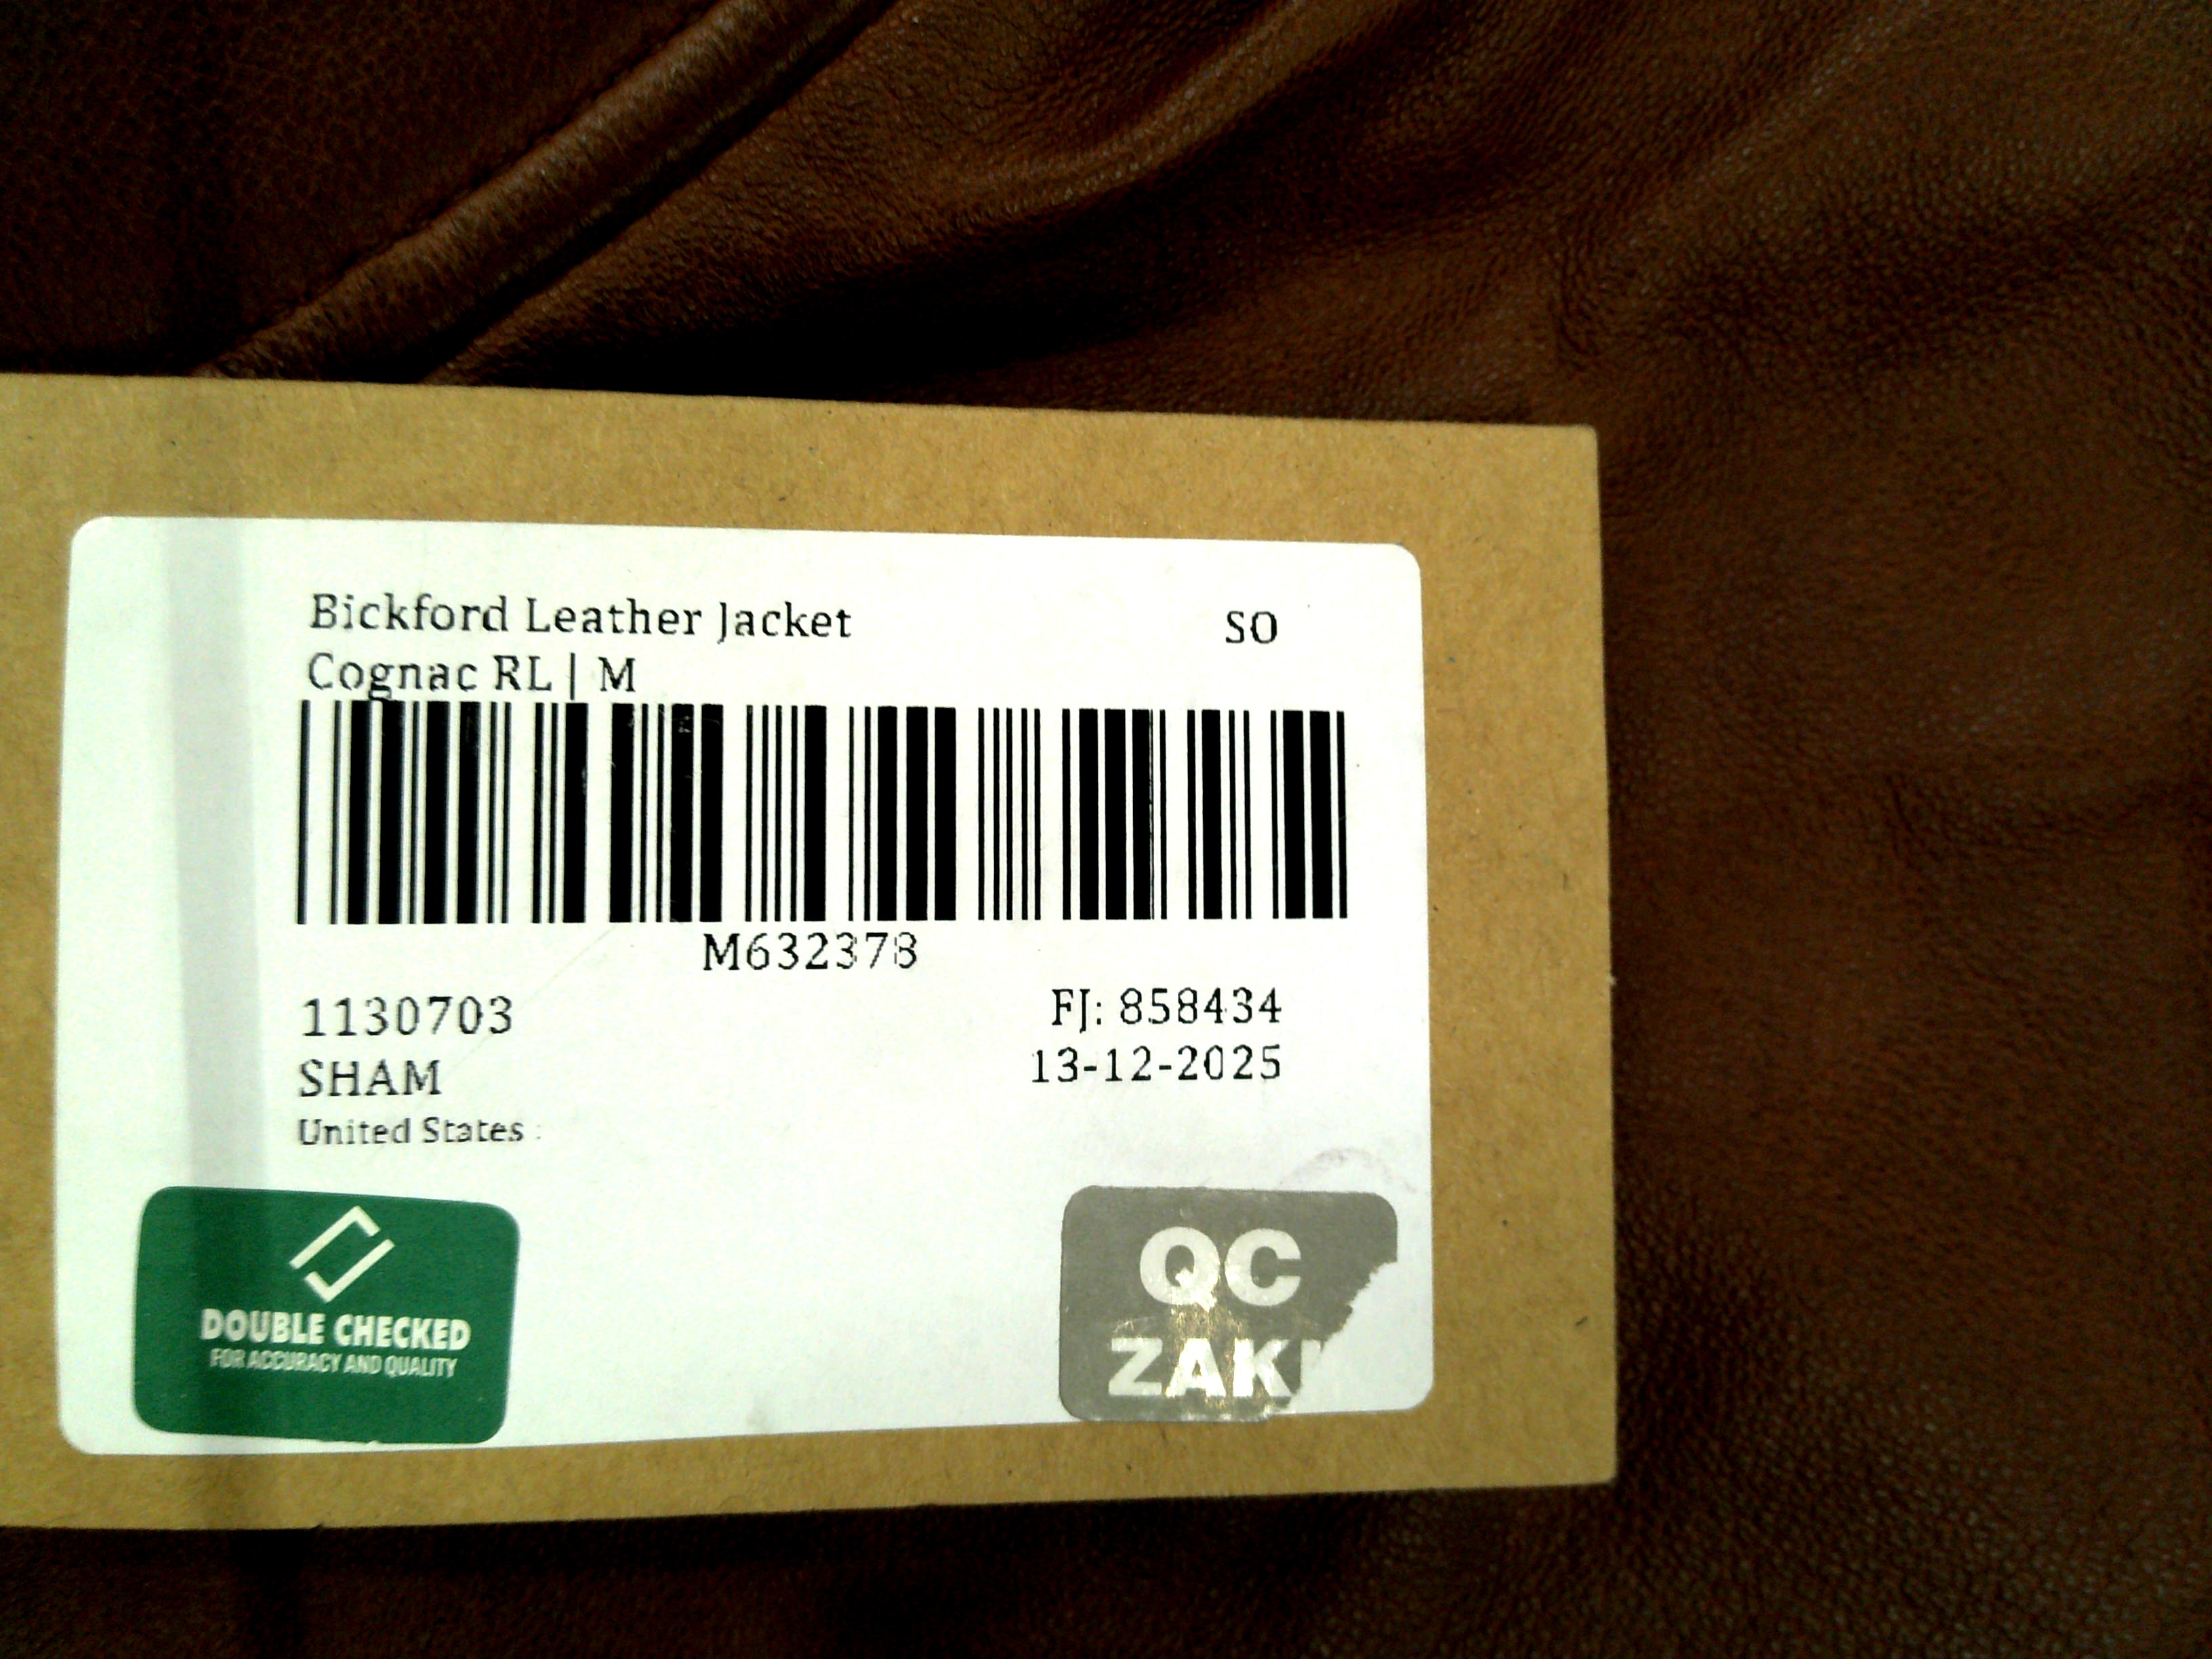 Bickford Leather Jacket SO
Cognac RL | M
M632378
1130703 FJ: 858434
SHAM 13-12-2025
United States
DOUBLE CHECKED
FOR ACCURACY AND QUALITY
QC